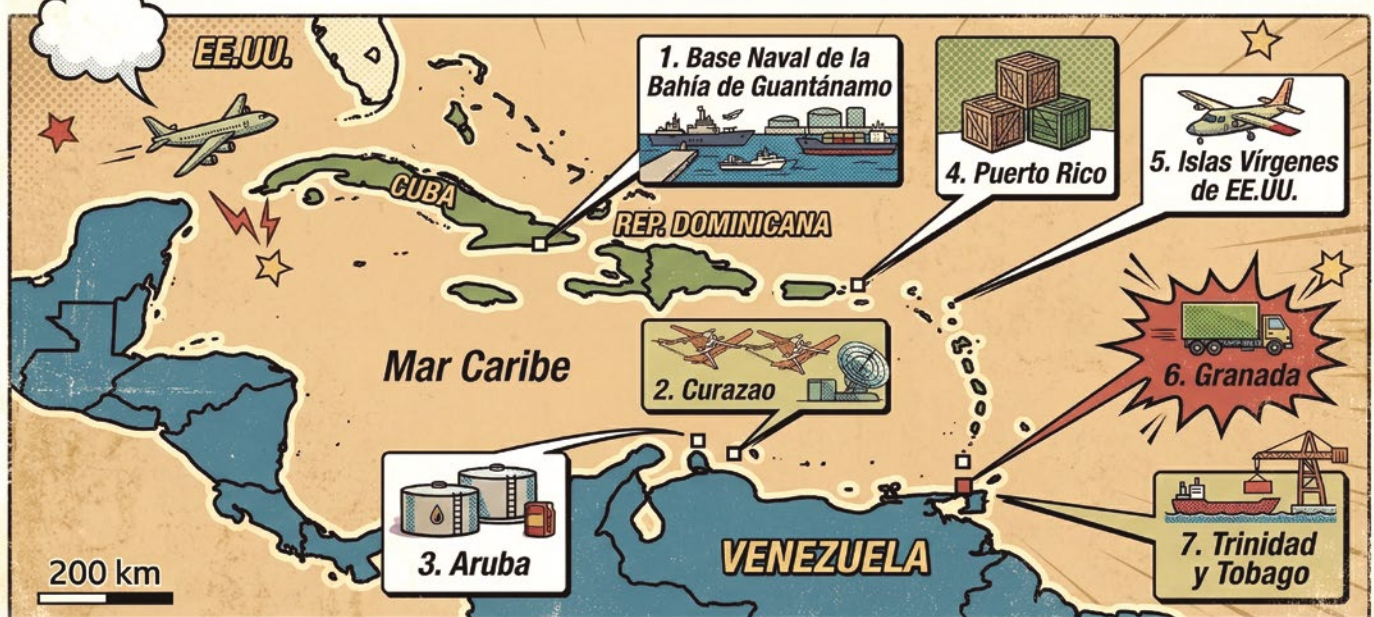 EE.UU.
1. Base Naval de la
Bahía de Guantánamo
4. Puerto Rico
5. Islas Vírgenes
de EE.UU.
CUBA
REP. DOMINICANA
Mar Caribe
2. Curazao
6. Granada
3. Aruba
VENEZUELA
7. Trinidad
y Tobago
200 km